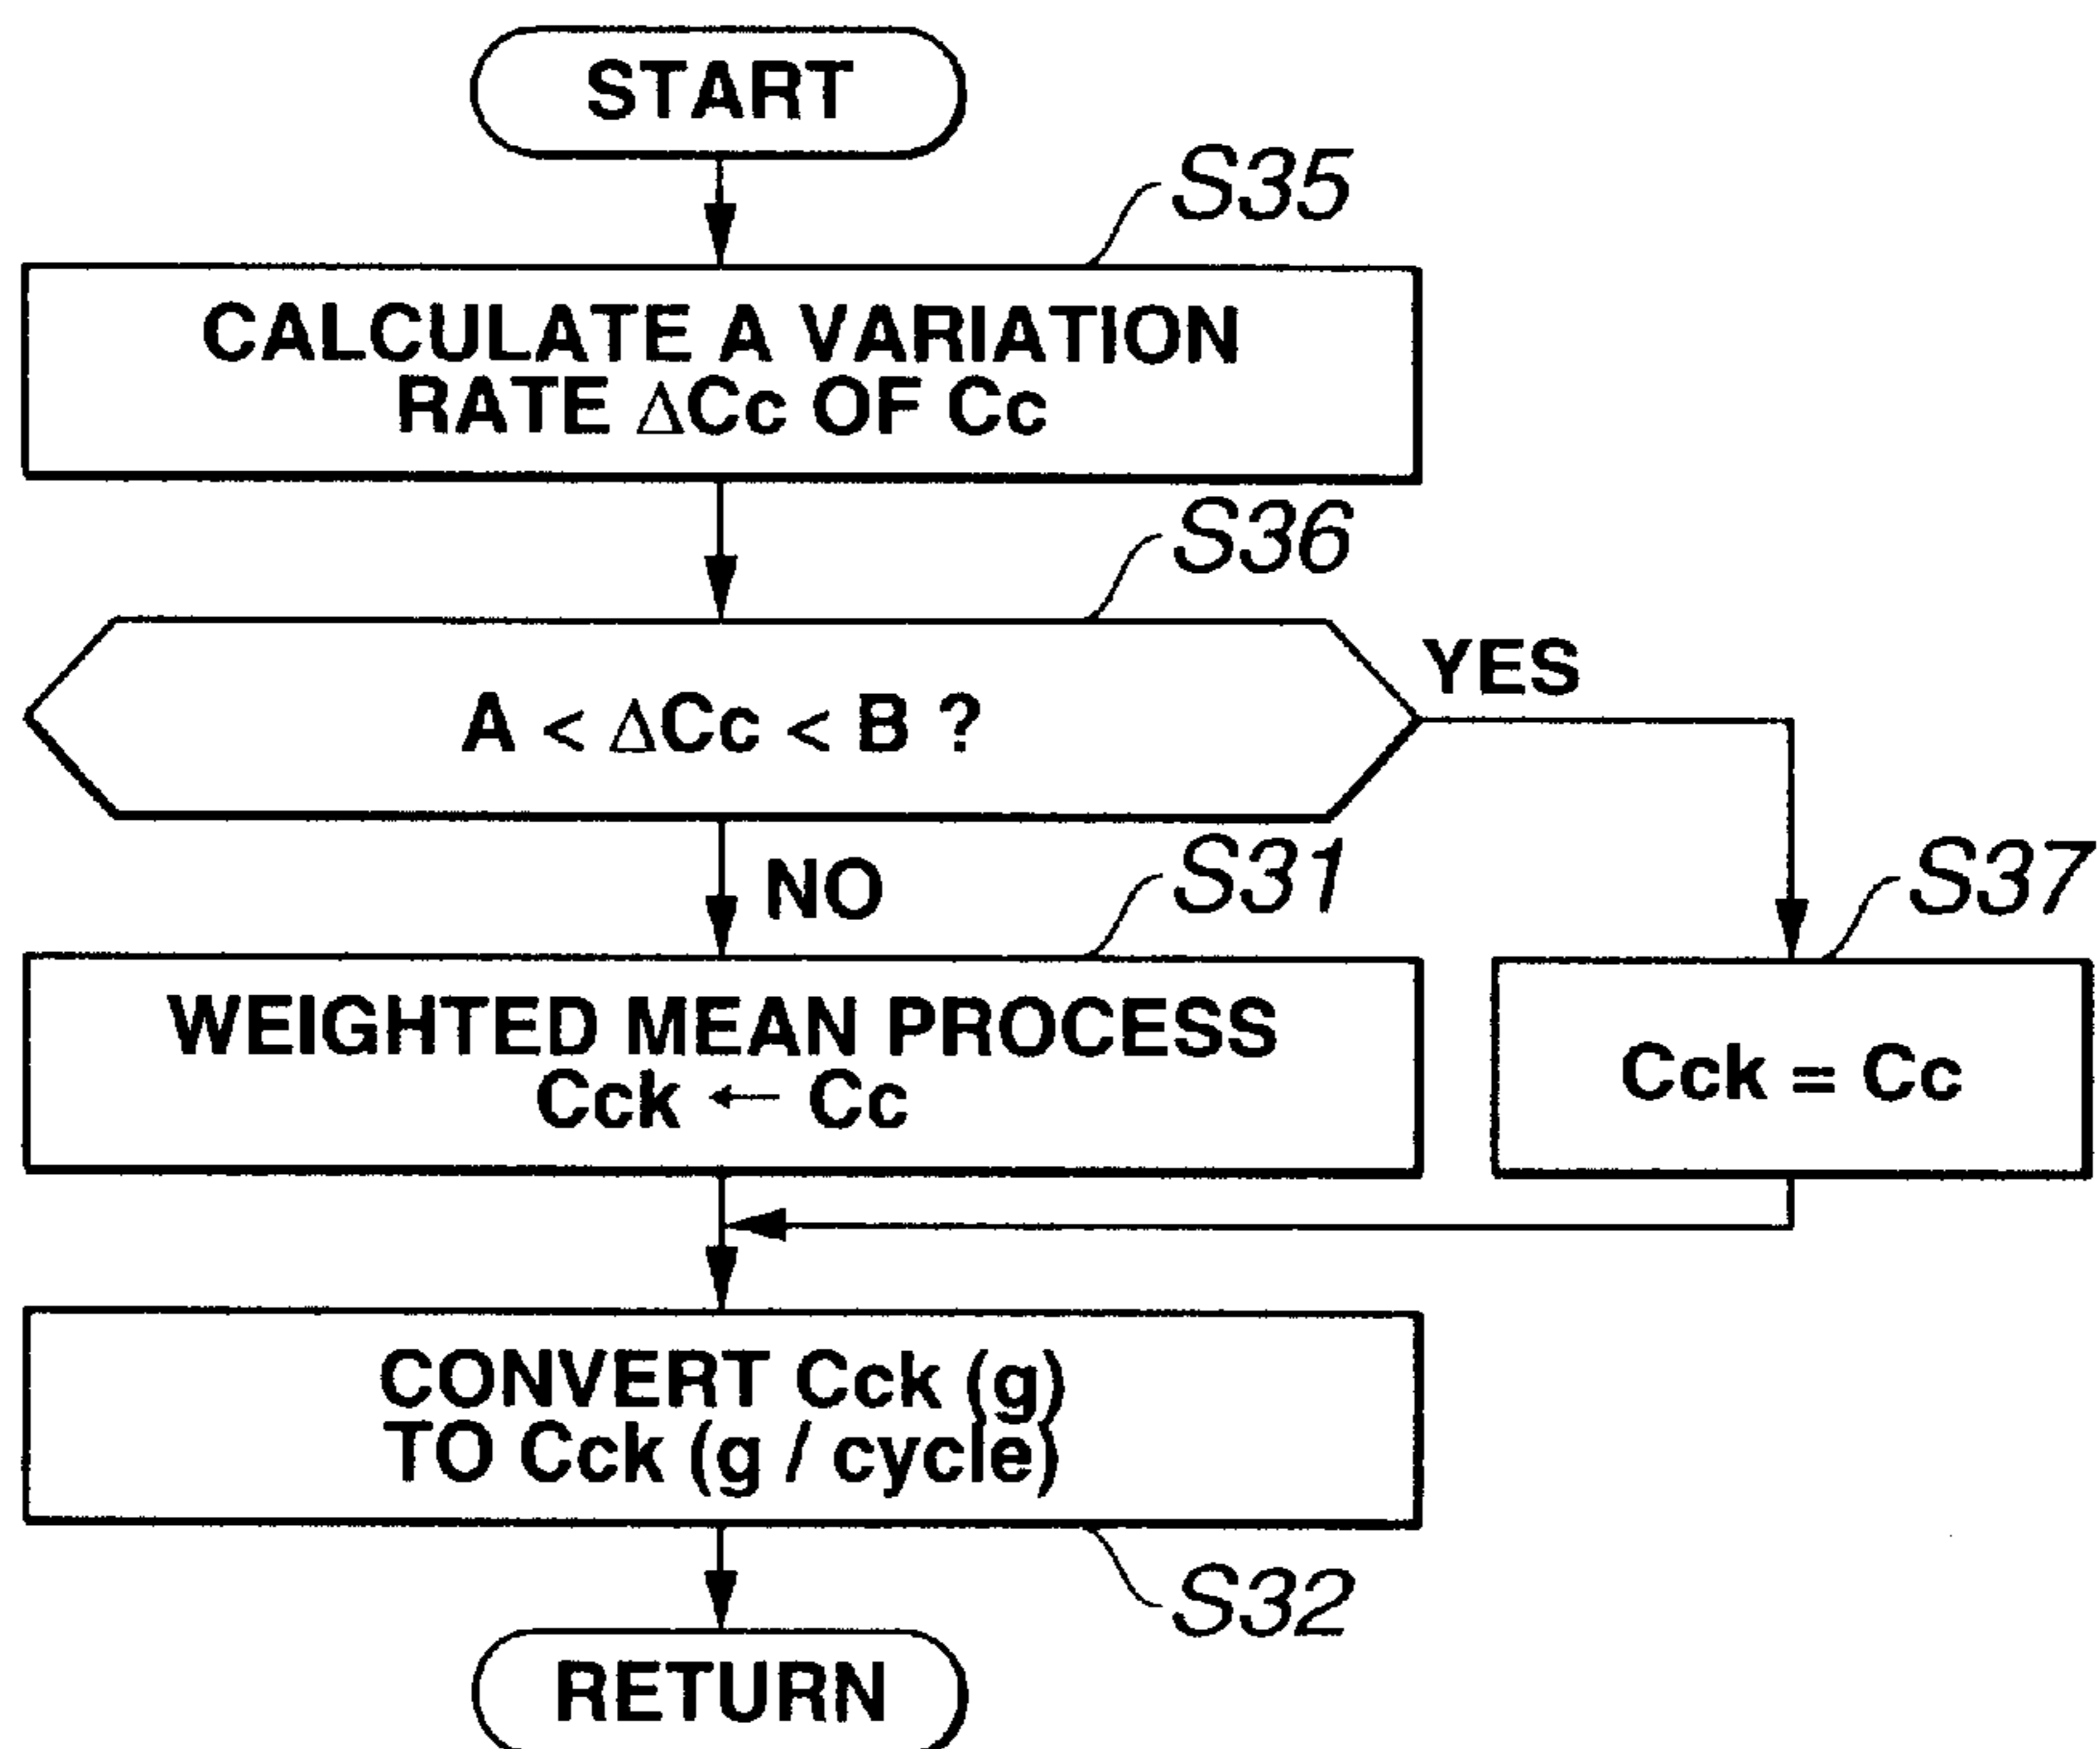 START
S35
CALCULATE A VARIATION
RATE ΔCc OF Cc
S36
A < ΔCc < B ?
YES
NO
S31
S37
WEIGHTED MEAN PROCESS
Cck ← Cc
Cck = Cc
CONVERT Cck (g)
TO Cck (g / cycle)
S32
RETURN